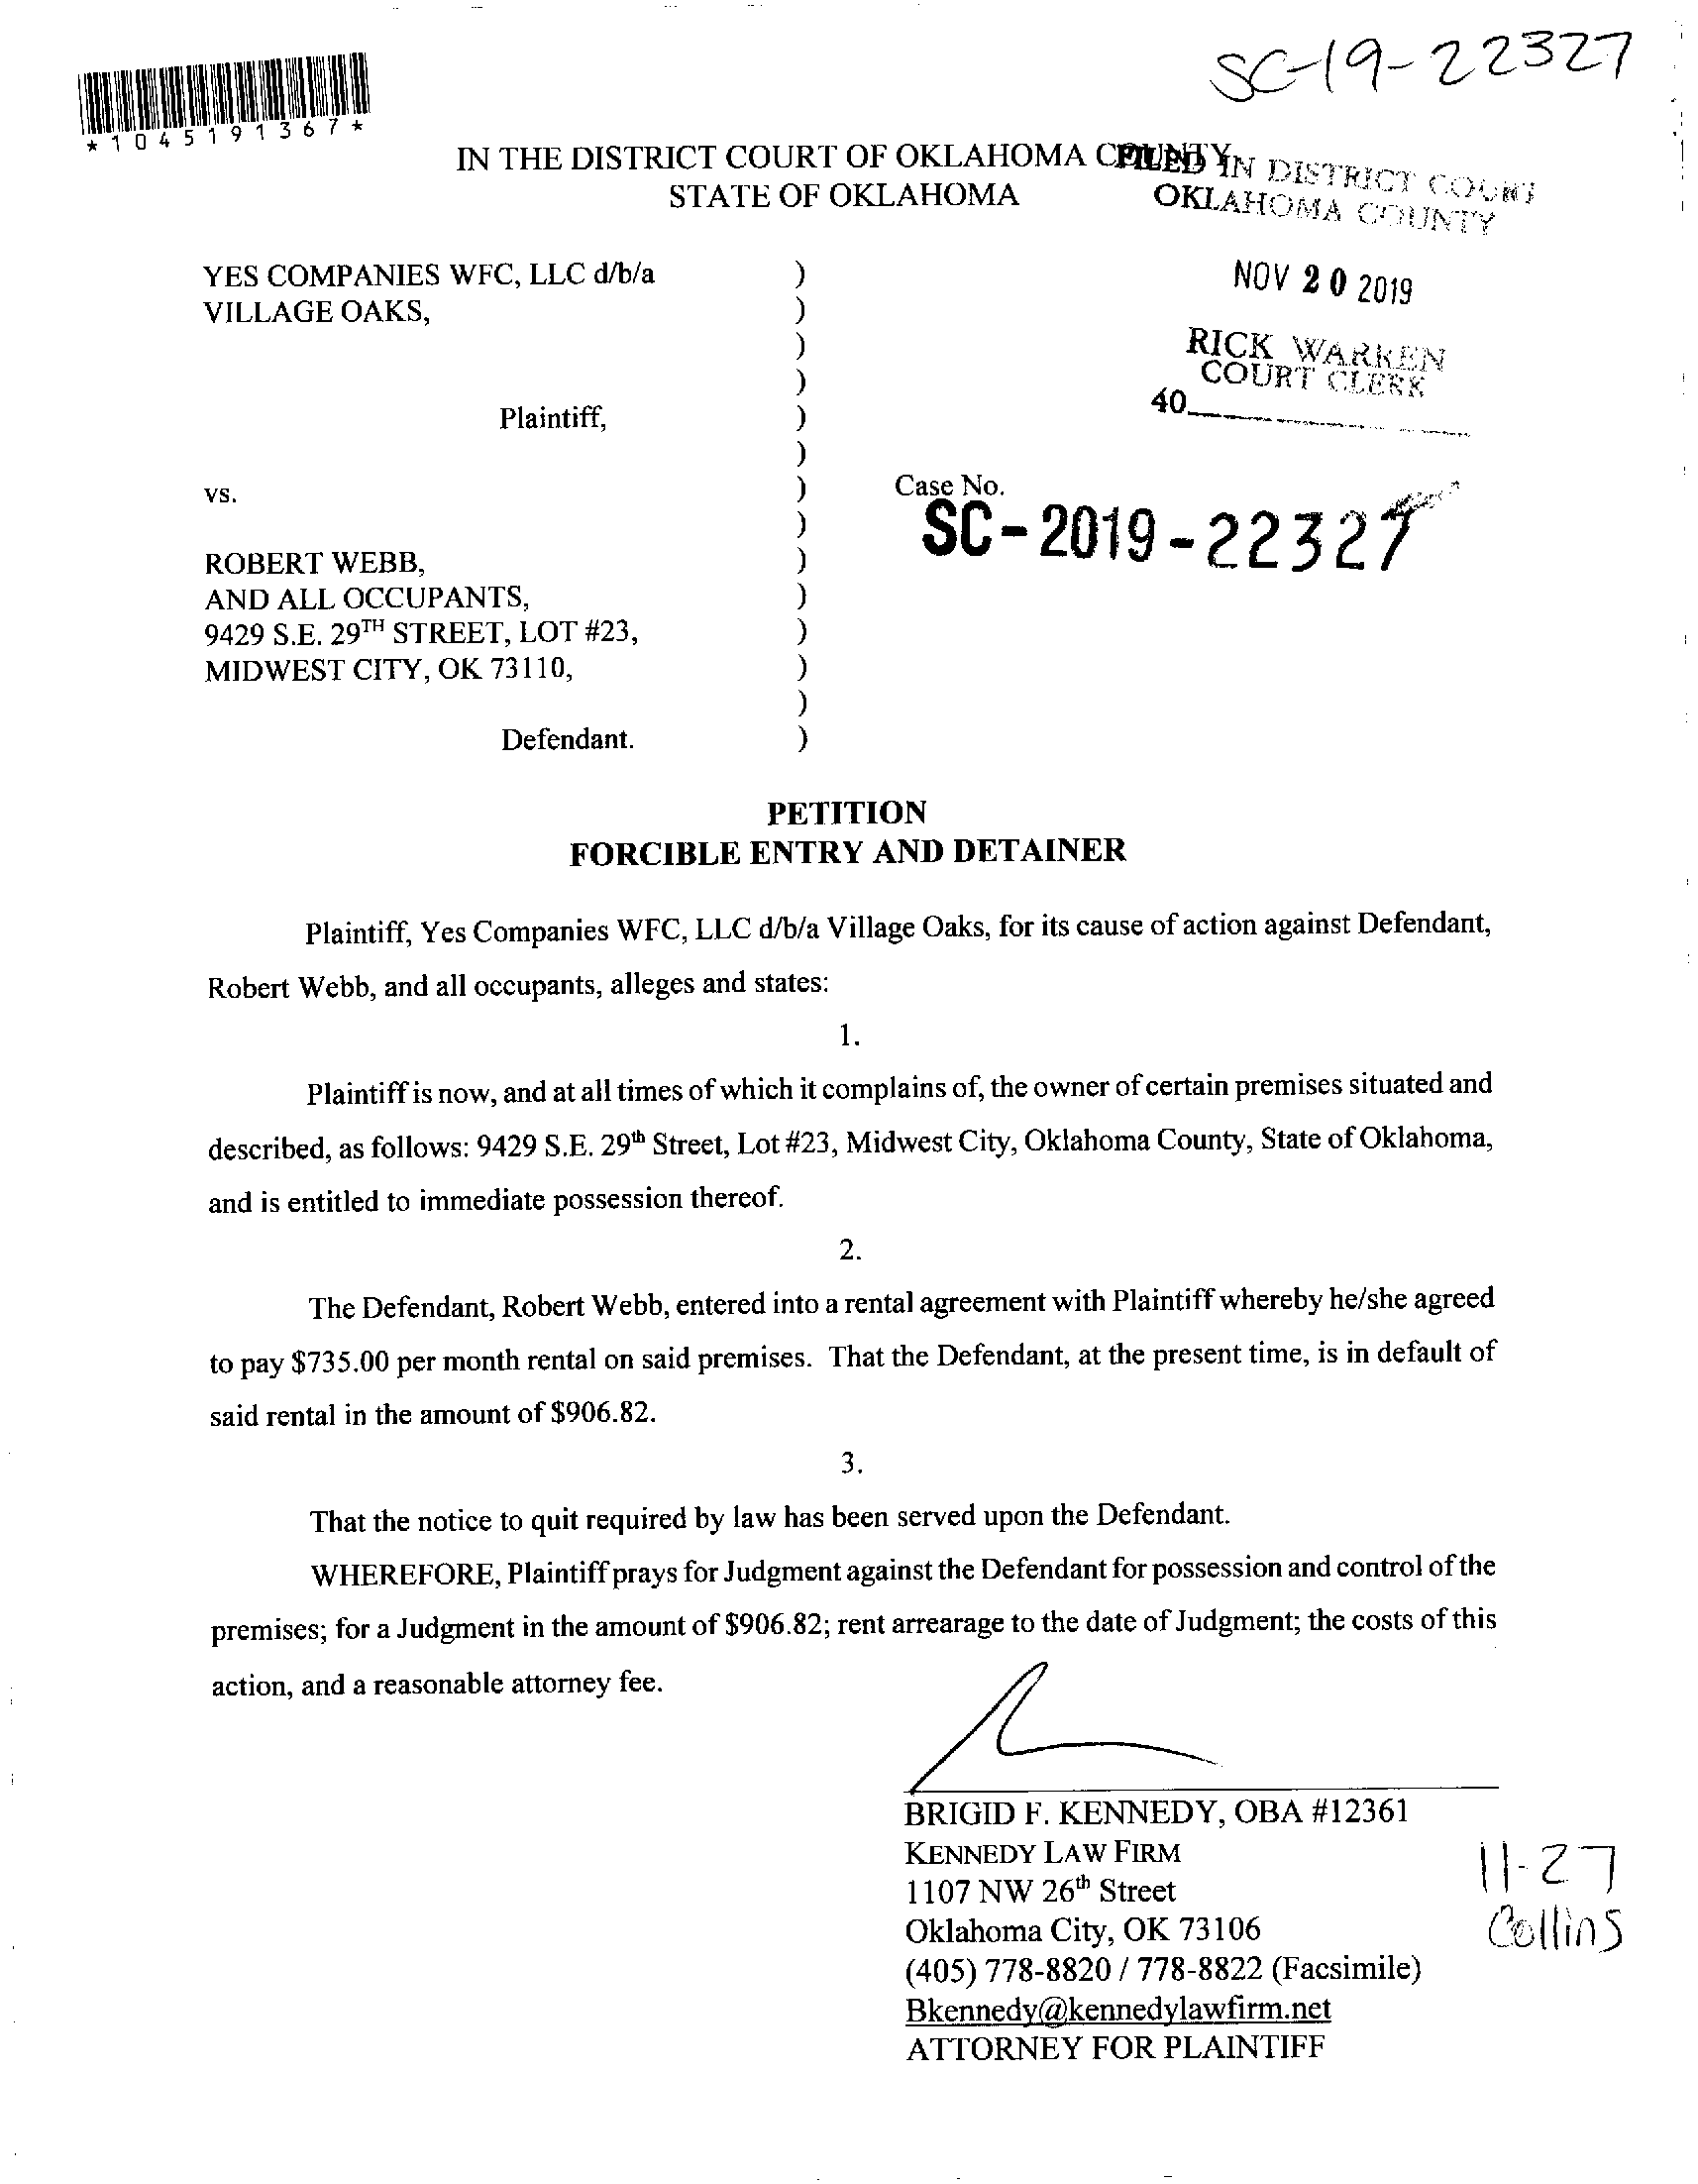 SC-19-22327
*1045191367*
IN THE DISTRICT COURT OF OKLAHOMA COUNTY
STATE OF OKLAHOMA
FILED IN DISTRICT COURT
OKLAHOMA COUNTY
NOV 20 2019
RICK WARREN
COURT CLERK
40
YES COMPANIES WFC, LLC d/b/a )
VILLAGE OAKS, )
)
)
Plaintiff, )
)
vs. )
)
ROBERT WEBB, )
AND ALL OCCUPANTS, )
9429 S.E. 29TH STREET, LOT #23, )
MIDWEST CITY, OK 73110, )
)
Defendant. )
Case No.
SC-2019-22327
PETITION
FORCIBLE ENTRY AND DETAINER
Plaintiff, Yes Companies WFC, LLC d/b/a Village Oaks, for its cause of action against Defendant,
Robert Webb, and all occupants, alleges and states:
1.
Plaintiff is now, and at all times of which it complains of, the owner of certain premises situated and
described, as follows: 9429 S.E. 29th Street, Lot #23, Midwest City, Oklahoma County, State of Oklahoma,
and is entitled to immediate possession thereof.
2.
The Defendant, Robert Webb, entered into a rental agreement with Plaintiff whereby he/she agreed
to pay $735.00 per month rental on said premises. That the Defendant, at the present time, is in default of
said rental in the amount of $906.82.
3.
That the notice to quit required by law has been served upon the Defendant.
WHEREFORE, Plaintiff prays for Judgment against the Defendant for possession and control of the
premises; for a Judgment in the amount of $906.82; rent arrearage to the date of Judgment; the costs of this
action, and a reasonable attorney fee.
BRIGID F. KENNEDY, OBA #12361
KENNEDY LAW FIRM
1107 NW 26th Street
Oklahoma City, OK 73106
(405) 778-8820 / 778-8822 (Facsimile)
Bkennedy@kennedylawfirm.net
ATTORNEY FOR PLAINTIFF
11-27
Collins